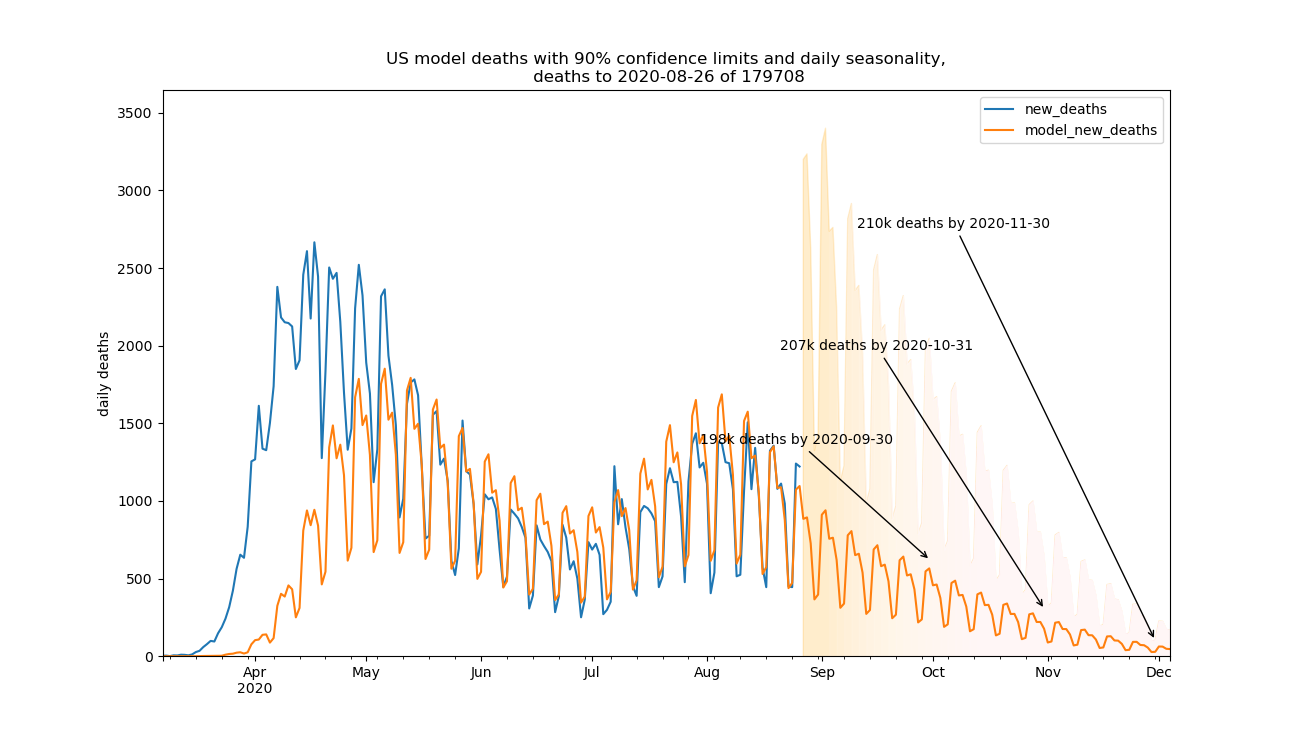 US model deaths with 90% confidence limits and daily seasonality,
deaths to 2020-08-26 of 179708
new_deaths
model_new_deaths
daily deaths
3500
3000
2500
2000
1500
1000
500
0
210k deaths by 2020-11-30
207k deaths by 2020-10-31
198k deaths by 2020-09-30
Apr May Jun Jul Aug Sep Oct Nov Dec
2020